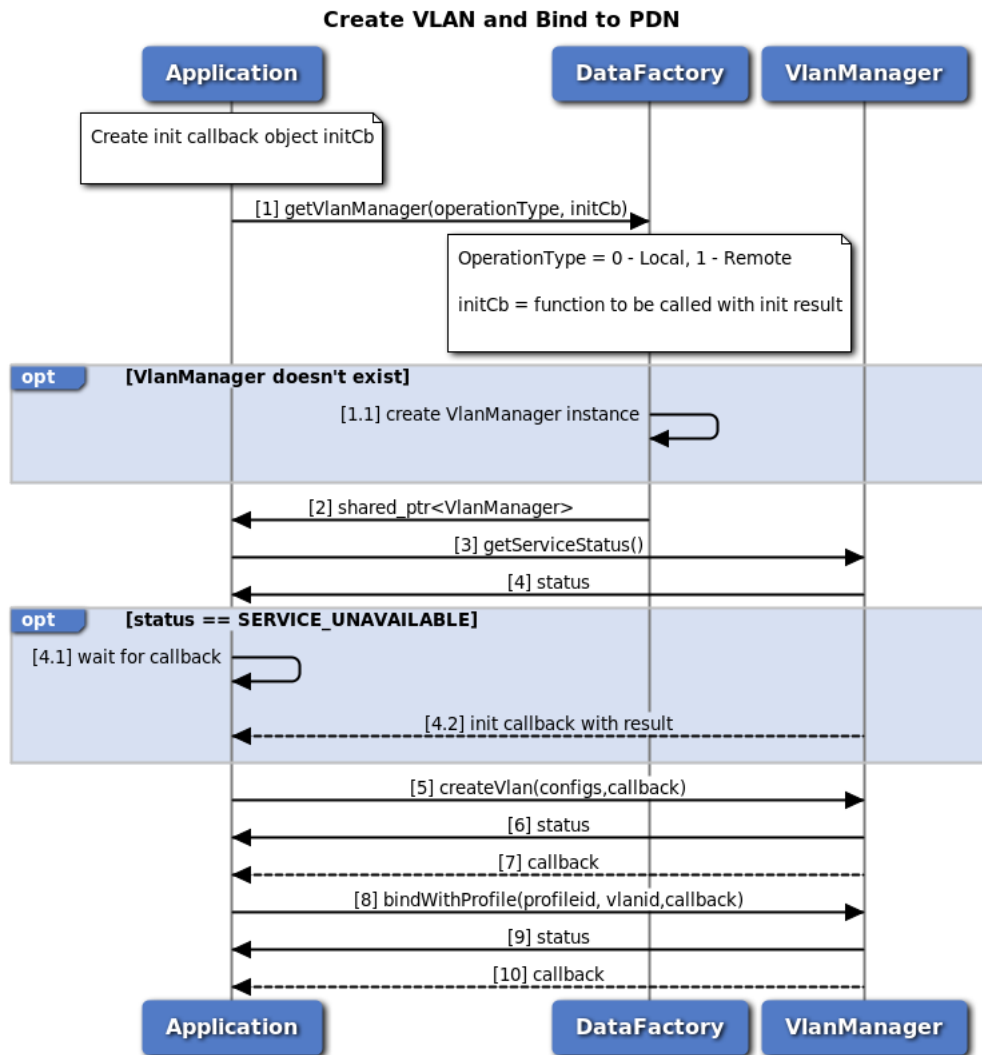 Create VLAN and Bind to PDN
Application
DataFactory
VlanManager
Create init callback object initCb
[1] getVlanManager(operationType, initCb)
OperationType = 0 - Local, 1 - Remote
initCb = function to be called with init result
opt
[VlanManager doesn't exist]
[1.1] create VlanManager instance
[2] shared_ptr<VlanManager>
[3] getServiceStatus()
[4] status
opt
[status == SERVICE_UNAVAILABLE]
[4.1] wait for callback
[4.2] init callback with result
[5] createVlan(configs,callback)
[6] status
[7] callback
[8] bindWithProfile(profileid, vlanid,callback)
[9] status
[10] callback
Application
DataFactory
VlanManager